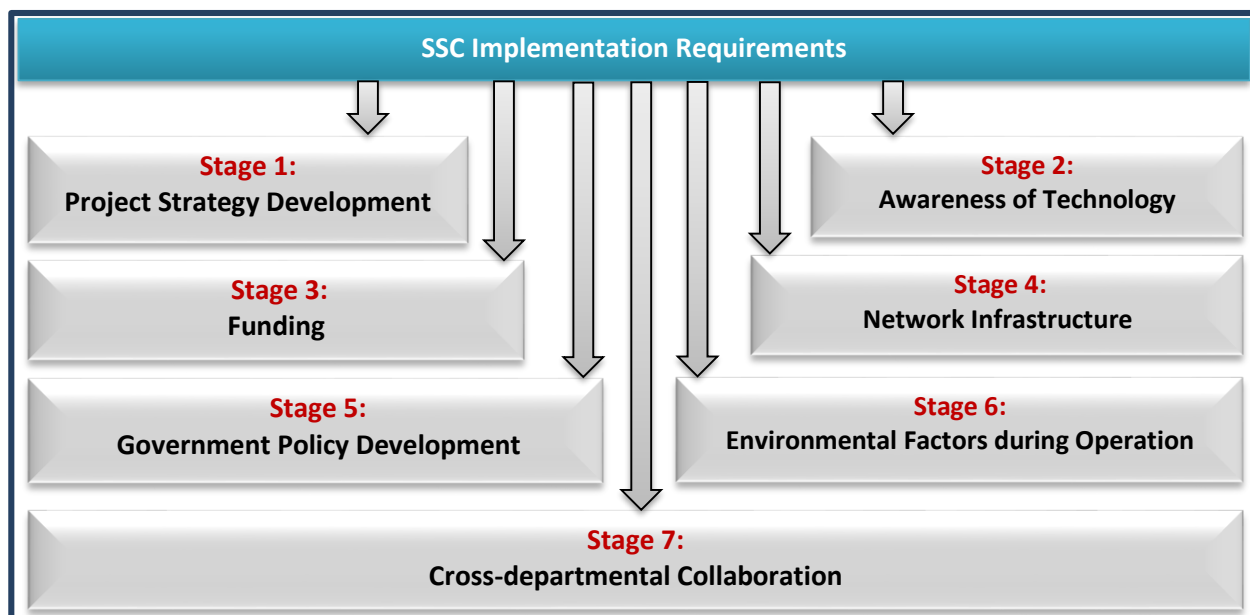 SSC Implementation Requirements
Stage 1:
Project Strategy Development
Stage 2:
Awareness of Technology
Stage 3:
Funding
Stage 4:
Network Infrastructure
Stage 5:
Government Policy Development
Stage 6:
Environmental Factors during Operation
Stage 7:
Cross-departmental Collaboration